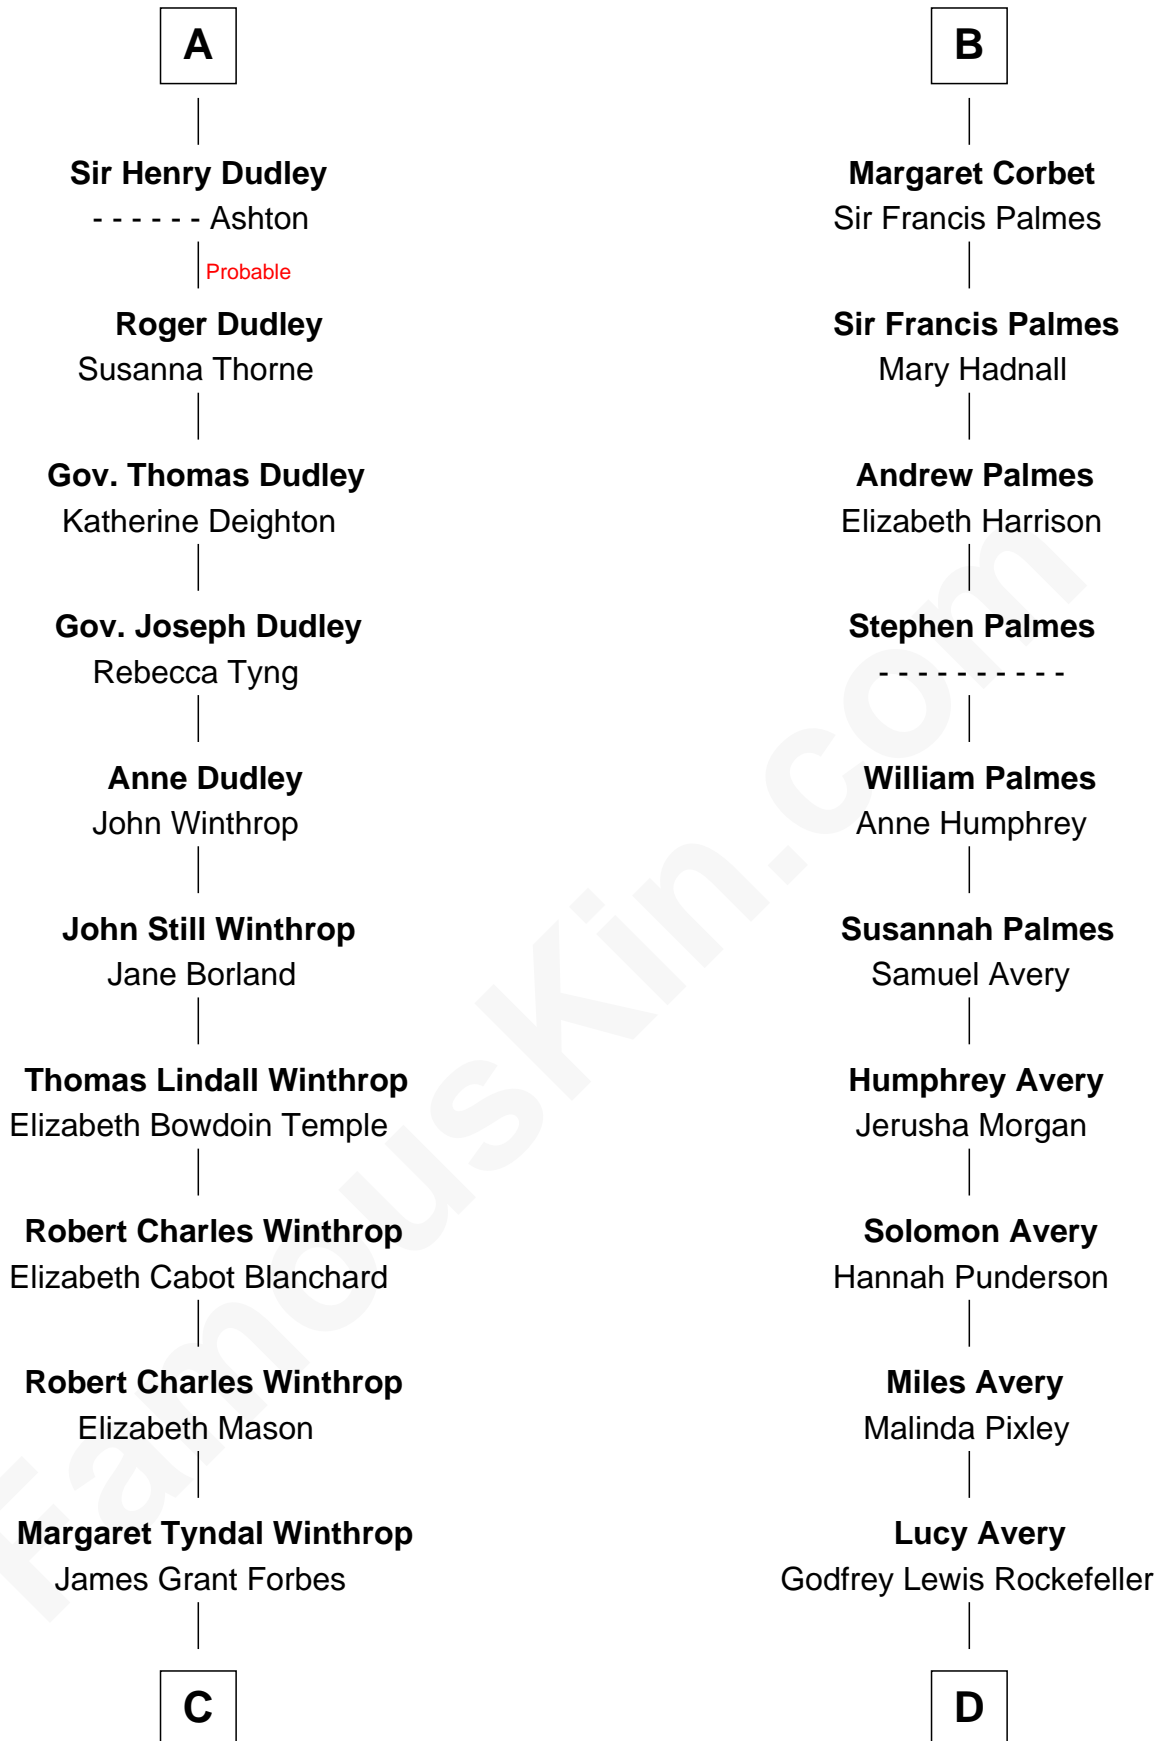 A
Sir Henry Dudley
- - - - - - Ashton
Probable
Roger Dudley
Susanna Thorne
Gov. Thomas Dudley
Katherine Deighton
Gov. Joseph Dudley
Rebecca Tyng
Anne Dudley
John Winthrop
John Still Winthrop
Jane Borland
Thomas Lindall Winthrop
Elizabeth Bowdoin Temple
Robert Charles Winthrop
Elizabeth Cabot Blanchard
Robert Charles Winthrop
Elizabeth Mason
Margaret Tyndal Winthrop
James Grant Forbes
C
B
Margaret Corbet
Sir Francis Palmes
Sir Francis Palmes
Mary Hadnall
Andrew Palmes
Elizabeth Harrison
Stephen Palmes
- - - - - - - - - -
William Palmes
Anne Humphrey
Susannah Palmes
Samuel Avery
Humphrey Avery
Jerusha Morgan
Solomon Avery
Hannah Punderson
Miles Avery
Malinda Pixley
Lucy Avery
Godfrey Lewis Rockefeller
D
FamousKin.com